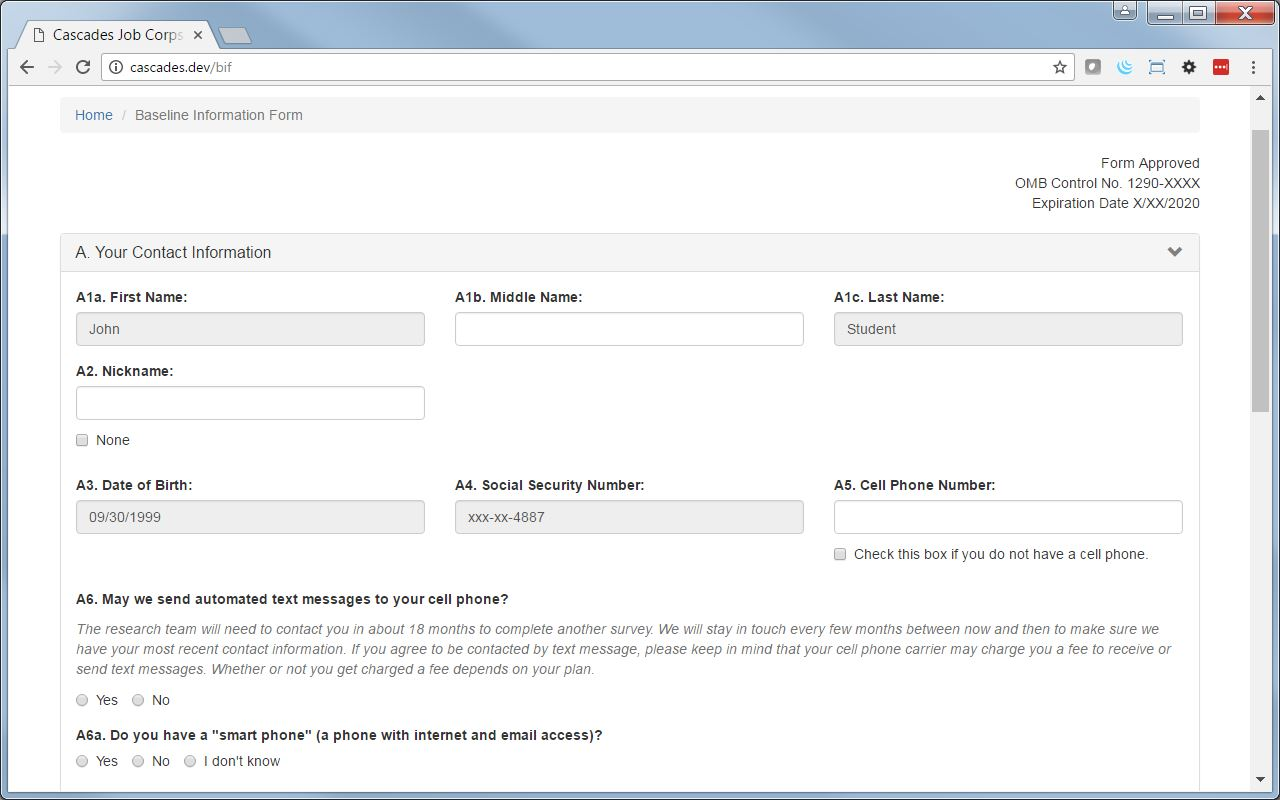 Cascades Job Corps
cascades.dev/bif
Home / Baseline Information Form
Form Approved
OMB Control No. 1290-XXXX
Expiration Date X/XX/2020
A. Your Contact Information
A1a. First Name: A1b. Middle Name: A1c. Last Name:
John Student
A2. Nickname:
None
A3. Date of Birth: A4. Social Security Number: A5. Cell Phone Number:
09/30/1999 xxx-xx-4887
Check this box if you do not have a cell phone.
A6. May we send automated text messages to your cell phone?
The research team will need to contact you in about 18 months to complete another survey. We will stay in touch every few months between now and then to make sure we
have your most recent contact information. If you agree to be contacted by text message, please keep in mind that your cell phone carrier may charge you a fee to receive or
send text messages. Whether or not you get charged a fee depends on your plan.
Yes No
A6a. Do you have a "smart phone" (a phone with internet and email access)?
Yes No I don't know